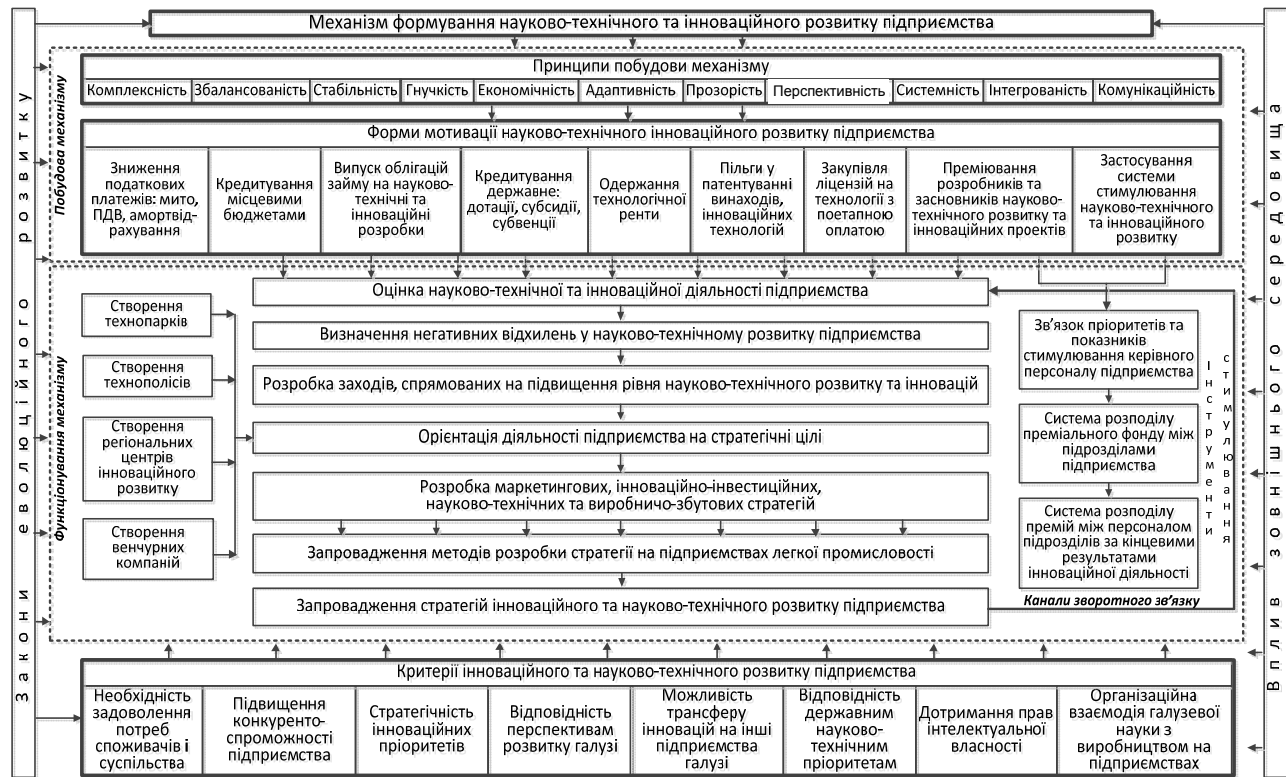 Механізм формування науково-технічного та інноваційного розвитку підприємства
Закони еволюційного розвитку
Вплив зовнішнього середовища
Побудова механізму
Принципи побудови механізму
Комплексність
Збалансованість
Стабільність
Гнучкість
Економічність
Адаптивність
Прозорість
Перспективність
Системність
Інтегрованість
Комунікаційність
Форми мотивації науково-технічного інноваційного розвитку підприємства
Зниження
податкових
платежів: мито,
ПДВ, амортвід-
рахування
Кредитування
місцевими
бюджетами
Випуск облігацій
займу на науково-
технічні та
інноваційні
розробки
Кредитування
державне:
дотації, субсидії,
субвенції
Одержання
технологічної
ренти
Пільги у
патентуванні
винаходів,
інноваційних
технологій
Закупівля
ліцензій на
технології з
поетапною
оплатою
Преміювання
розробників та
засновників науково-
технічного розвитку та
інноваційних проектів
Застосування
системи
стимулювання
науково-технічного
та інноваційного
розвитку
Функціонування механізму
Створення
технопарків
Створення
технополісів
Створення
регіональних
центрів
інноваційного
розвитку
Створення
венчурних
компаній
Оцінка науково-технічної та інноваційної діяльності підприємства
Визначення негативних відхилень у науково-технічному розвитку підприємства
Розробка заходів, спрямованих на підвищення рівня науково-технічного розвитку та інновацій
Орієнтація діяльності підприємства на стратегічні цілі
Розробка маркетингових, інноваційно-інвестиційних,
науково-технічних та виробничо-збутових стратегій
Запровадження методів розробки стратегії на підприємствах легкої промисловості
Запровадження стратегій інноваційного та науково-технічного розвитку підприємства
Зв’язок пріоритетів та
показників
стимулювання керівного
персоналу підприємства
Система розподілу
преміального фонду між
підрозділами
підприємства
Система розподілу
премій між персоналом
підрозділів за кінцевими
результатами
інноваційної діяльності
Інструменти
стимулювання
Канали зворотного зв’язку
Критерії інноваційного та науково-технічного розвитку підприємства
Необхідність
задоволення
потреб
споживачів і
суспільства
Підвищення
конкуренто-
спроможності
підприємства
Стратегічність
інноваційних
пріоритетів
Відповідність
перспективам
розвитку галузі
Можливість
трансферу
інновацій на інші
підприємства
галузі
Відповідність
державним
науково-
технічним
пріоритетам
Дотримання прав
інтелектуальної
власності
Організаційна
взаємодія галузевої
науки з
виробництвом на
підприємствах